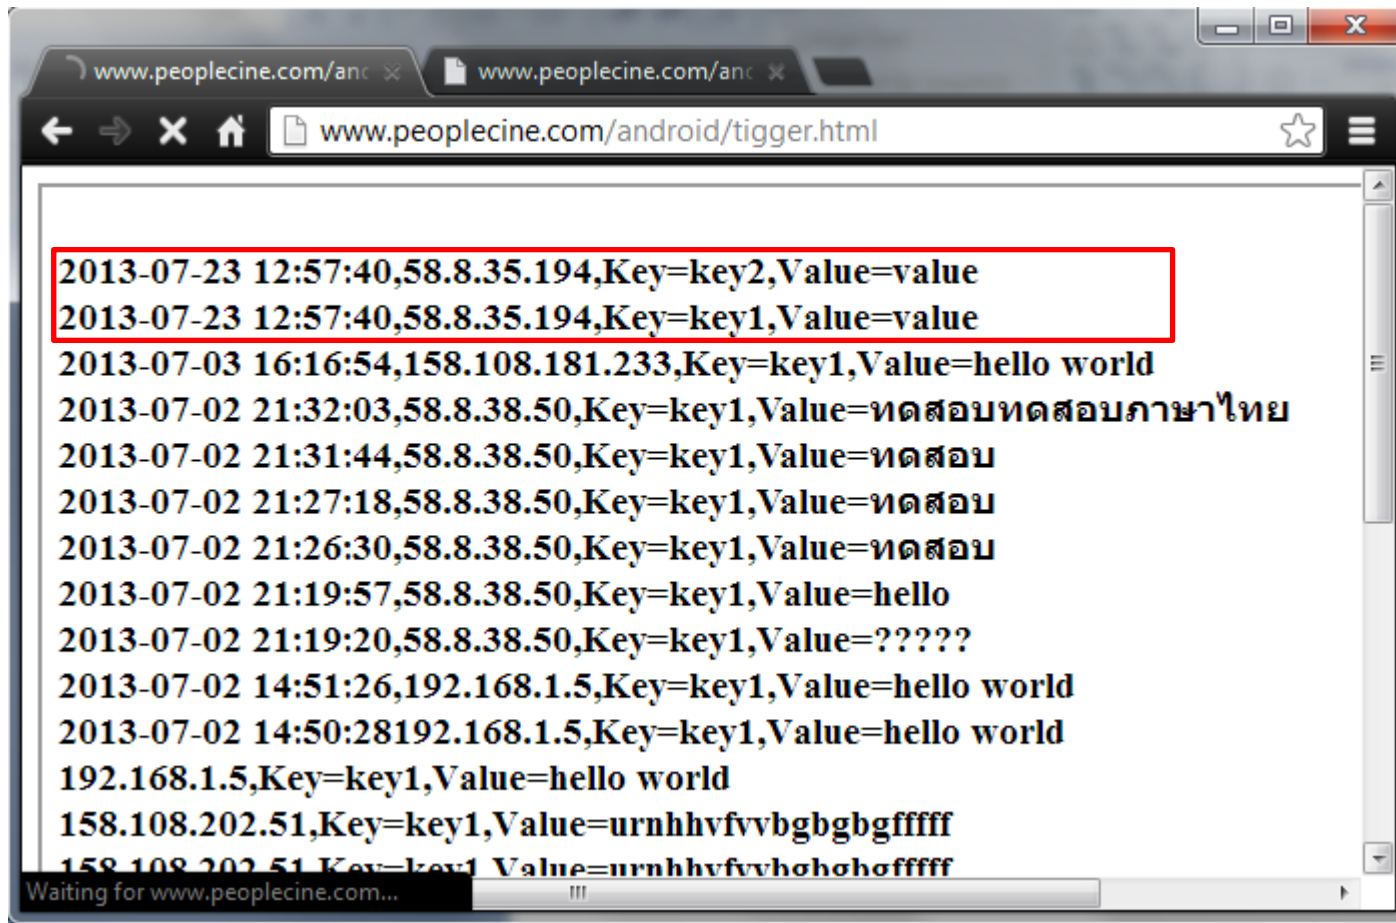 www.peoplecine.com/anc
www.peoplecine.com/anc
www.peoplecine.com/android/tigger.html
2013-07-23 12:57:40,58.8.35.194,Key=key2,Value=value
2013-07-23 12:57:40,58.8.35.194,Key=key1,Value=value
2013-07-03 16:16:54,158.108.181.233,Key=key1,Value=hello world
2013-07-02 21:32:03,58.8.38.50,Key=key1,Value=ทดสอบทดสอบภาษาไทย
2013-07-02 21:31:44,58.8.38.50,Key=key1,Value=ทดสอบ
2013-07-02 21:27:18,58.8.38.50,Key=key1,Value=ทดสอบ
2013-07-02 21:26:30,58.8.38.50,Key=key1,Value=ทดสอบ
2013-07-02 21:19:57,58.8.38.50,Key=key1,Value=hello
2013-07-02 21:19:20,58.8.38.50,Key=key1,Value=?????
2013-07-02 14:51:26,192.168.1.5,Key=key1,Value=hello world
2013-07-02 14:50:28192.168.1.5,Key=key1,Value=hello world
192.168.1.5,Key=key1,Value=hello world
158.108.202.51,Key=key1,Value=urnhhvfvvbgbgbgfffff
158.108.202.51,Key=key1,Value=urnhhvfvvbgbgbgfffff
Waiting for www.peoplecine.com...